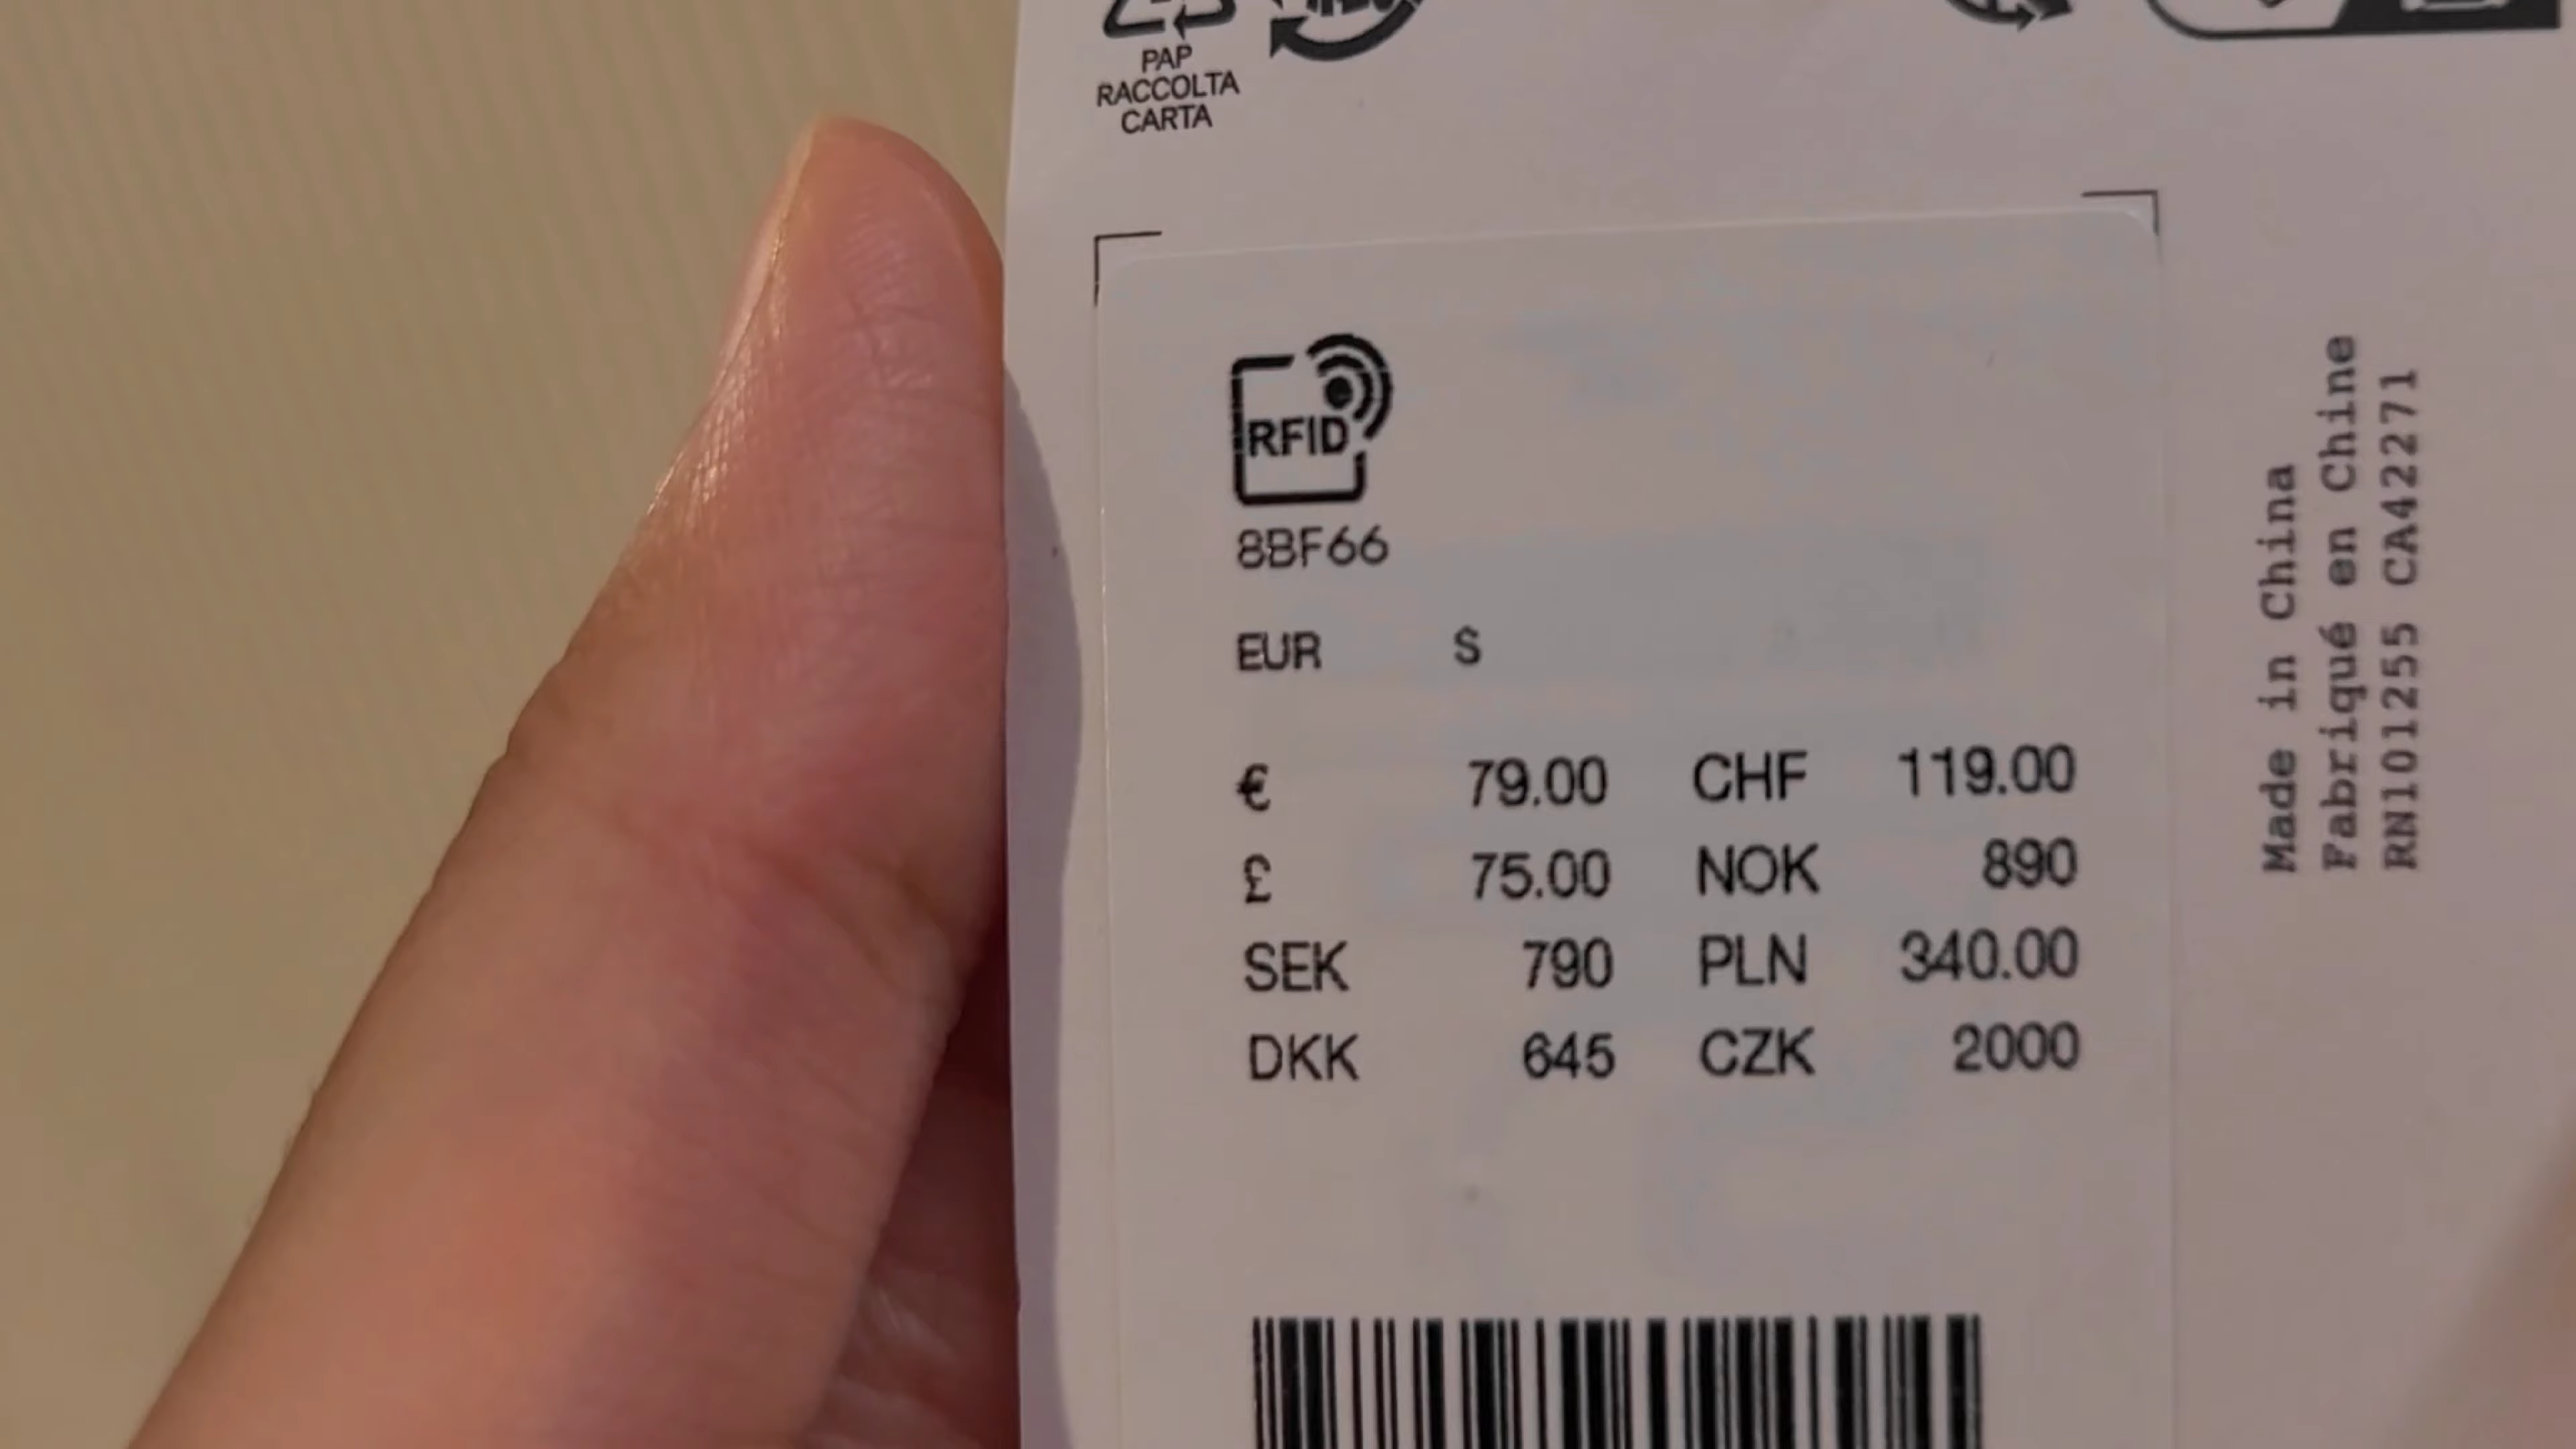 PAP
RACCOLTA
CARTA
RFID
8BF66
EUR S
€ 79.00 CHF 119.00
£ 75.00 NOK 890
SEK 790 PLN 340.00
DKK 645 CZK 2000
Made in China
Fabriqué en Chine
RN101255 CA42271